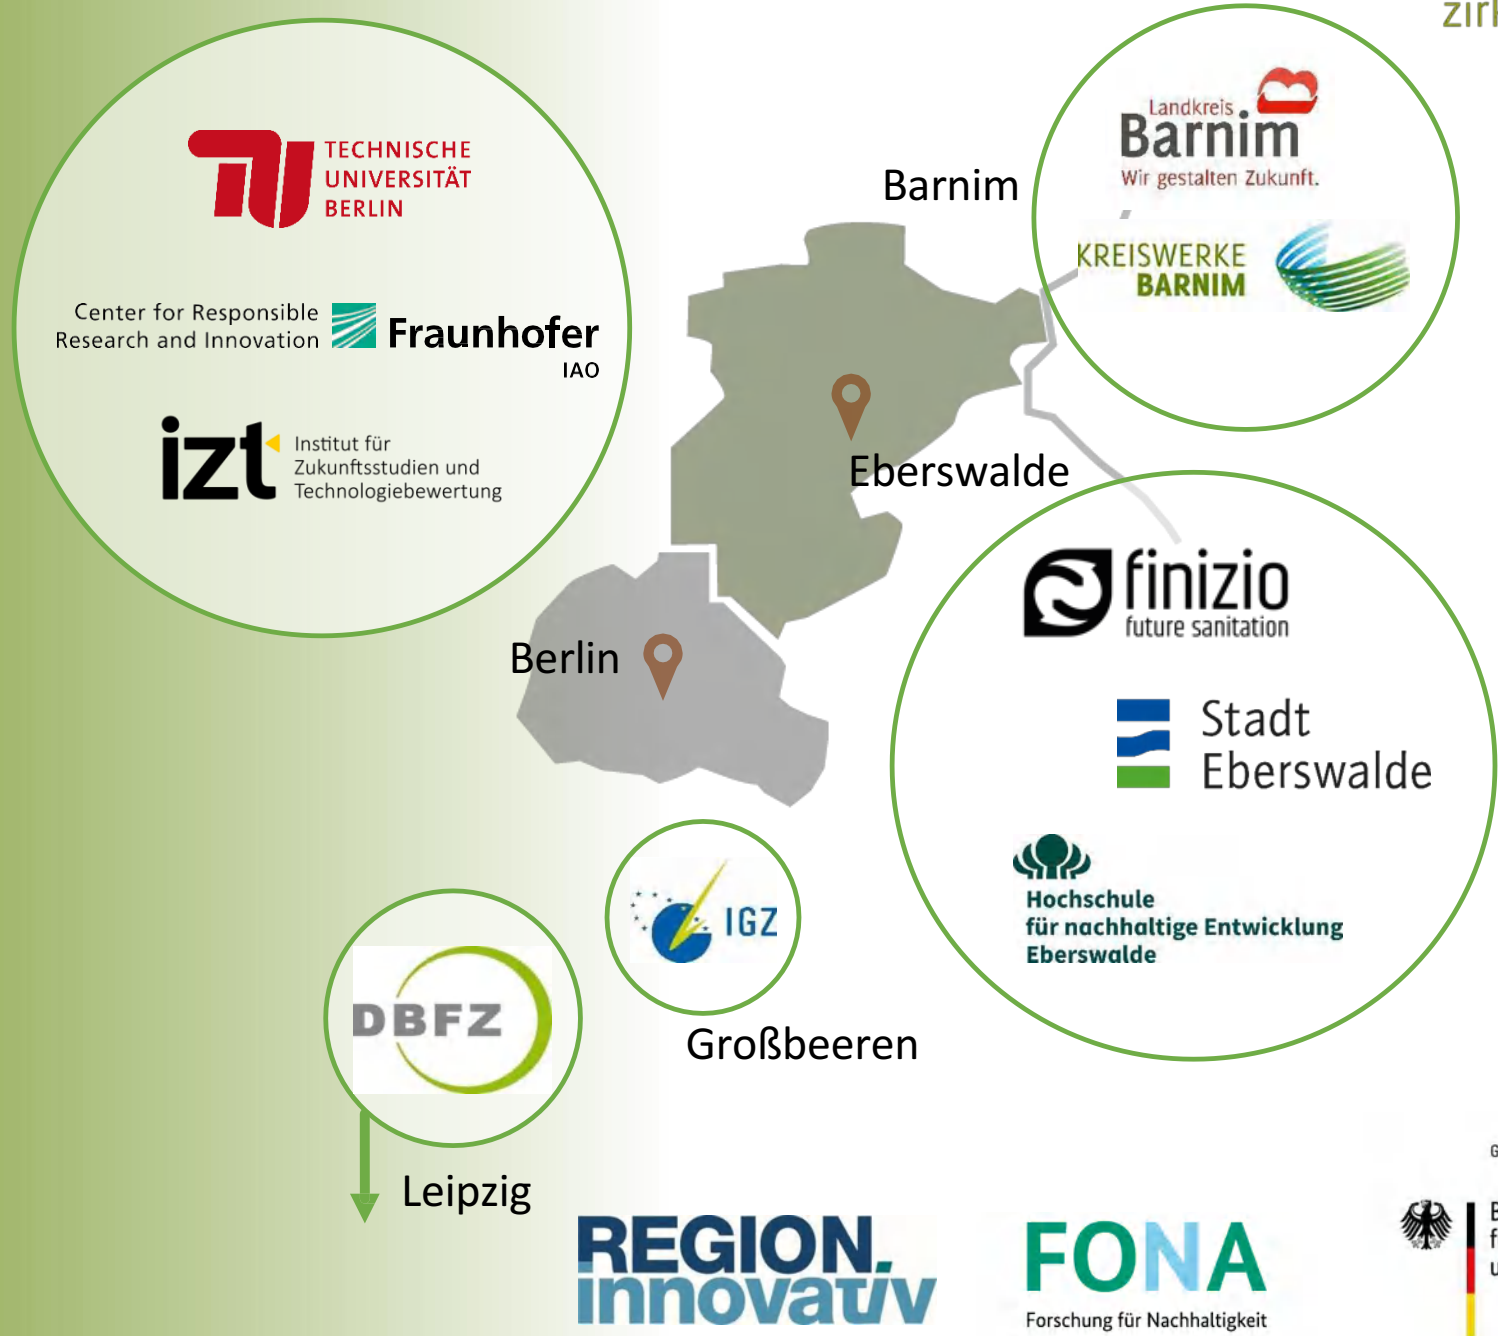 TECHNISCHE
UNIVERSITÄT
BERLIN
Center for Responsible
Research and Innovation
Fraunhofer
IAO
izt
Institut für
Zukunftsstudien und
Technologiebewertung
Landkreis
Barnim
Wir gestalten Zukunft.
KREISWERKE
BARNIM
Barnim
Eberswalde
Berlin
finizio
future sanitation
Stadt
Eberswalde
Hochschule
für nachhaltige Entwicklung
Eberswalde
IGZ
Großbeeren
DBFZ
Leipzig
REGION.
innovativ
FONA
Forschung für Nachhaltigkeit